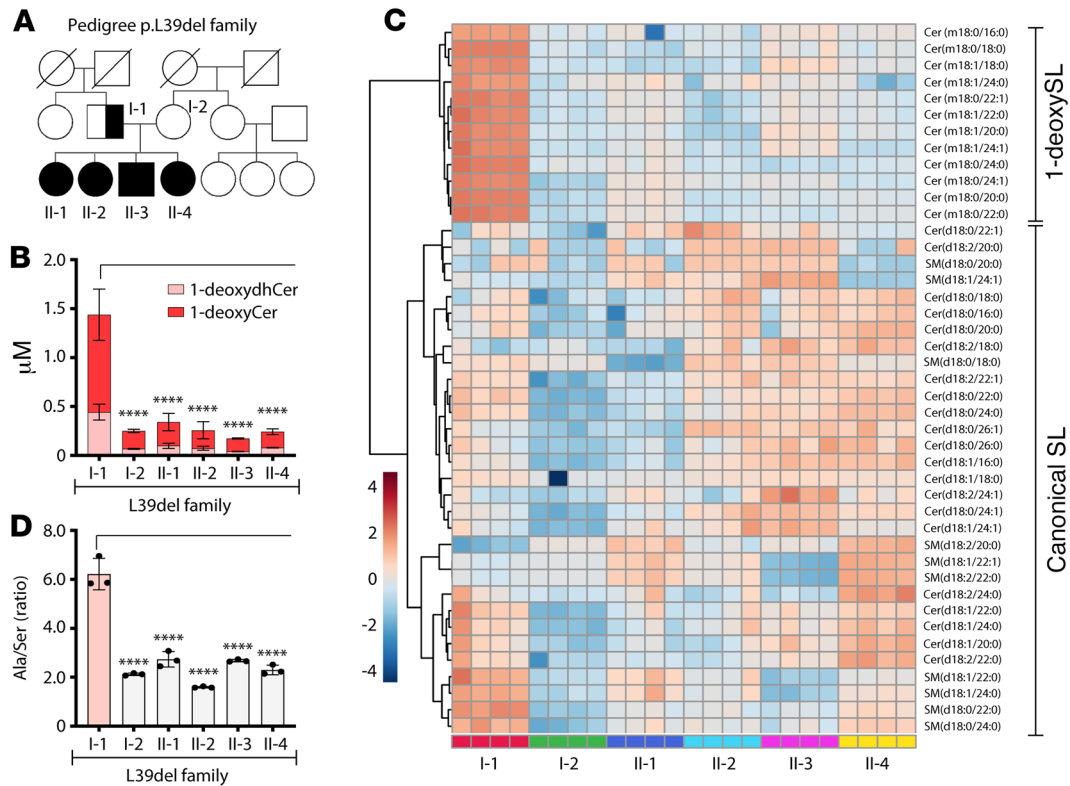 A
Pedigree p.L39del family
I-1
I-2
II-1 II-2 II-3 II-4
B
2.0
1.5
1.0
0.5
0
μM
1-deoxydhCer
1-deoxyCer
**** **** **** **** ****
I-1 I-2 II-1 II-2 II-3 II-4
L39del family
D
8.0
6.0
4.0
2.0
0
Ala/Ser (ratio)
**** **** **** **** ****
I-1 I-2 II-1 II-2 II-3 II-4
L39del family
C
4
2
0
-2
-4
Cer (m18:0/16:0)
Cer(m18:0/18:0)
Cer(m18:1/18:0)
Cer (m18:1/24:0)
Cer (m18:0/22:1)
Cer (m18:1/22:0)
Cer (m18:1/20:0)
Cer (m18:1/24:1)
Cer (m18:0/24:0)
Cer (m18:0/24:1)
Cer (m18:0/20:0)
Cer (m18:0/22:0)
Cer(d18:0/22:1)
Cer(d18:2/20:0)
SM(d18:0/20:0)
SM(d18:1/24:1)
Cer(d18:0/18:0)
Cer(d18:0/16:0)
Cer(d18:0/20:0)
Cer(d18:2/18:0)
SM(d18:0/18:0)
Cer(d18:2/22:1)
Cer(d18:0/22:0)
Cer(d18:0/24:0)
Cer(d18:0/26:1)
Cer(d18:0/26:0)
Cer(d18:1/16:0)
Cer(d18:1/18:0)
Cer(d18:2/24:1)
Cer(d18:0/24:1)
Cer(d18:1/24:1)
SM(d18:2/20:0)
SM(d18:1/22:1)
SM(d18:2/22:0)
Cer(d18:2/24:0)
Cer(d18:1/22:0)
Cer(d18:1/24:0)
Cer(d18:1/20:0)
Cer(d18:2/22:0)
SM(d18:1/22:0)
SM(d18:1/24:0)
SM(d18:0/22:0)
SM(d18:0/24:0)
I-1 I-2 II-1 II-2 II-3 II-4
1-deoxySL
Canonical SL